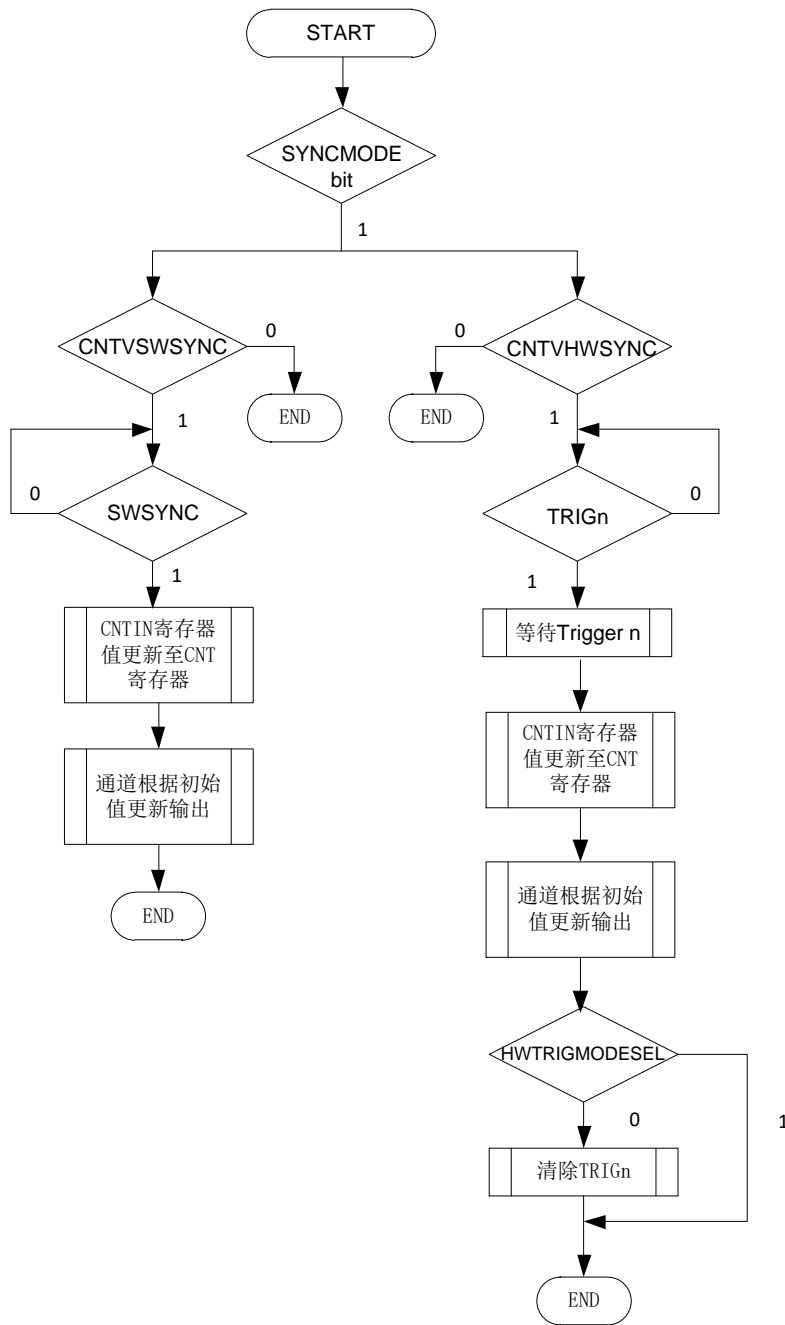 START
SYNCMODE
bit
1
CNTVSWSYNC
0
END
1
SWSYNC
0
1
CNTIN寄存器
值更新至CNT
寄存器
通道根据初始
值更新输出
END
CNTVHWSYNC
0
END
1
TRIGn
0
1
等待Trigger n
CNTIN寄存器
值更新至CNT
寄存器
通道根据初始
值更新输出
HWTRIGMODESEL
0
1
清除TRIGn
END